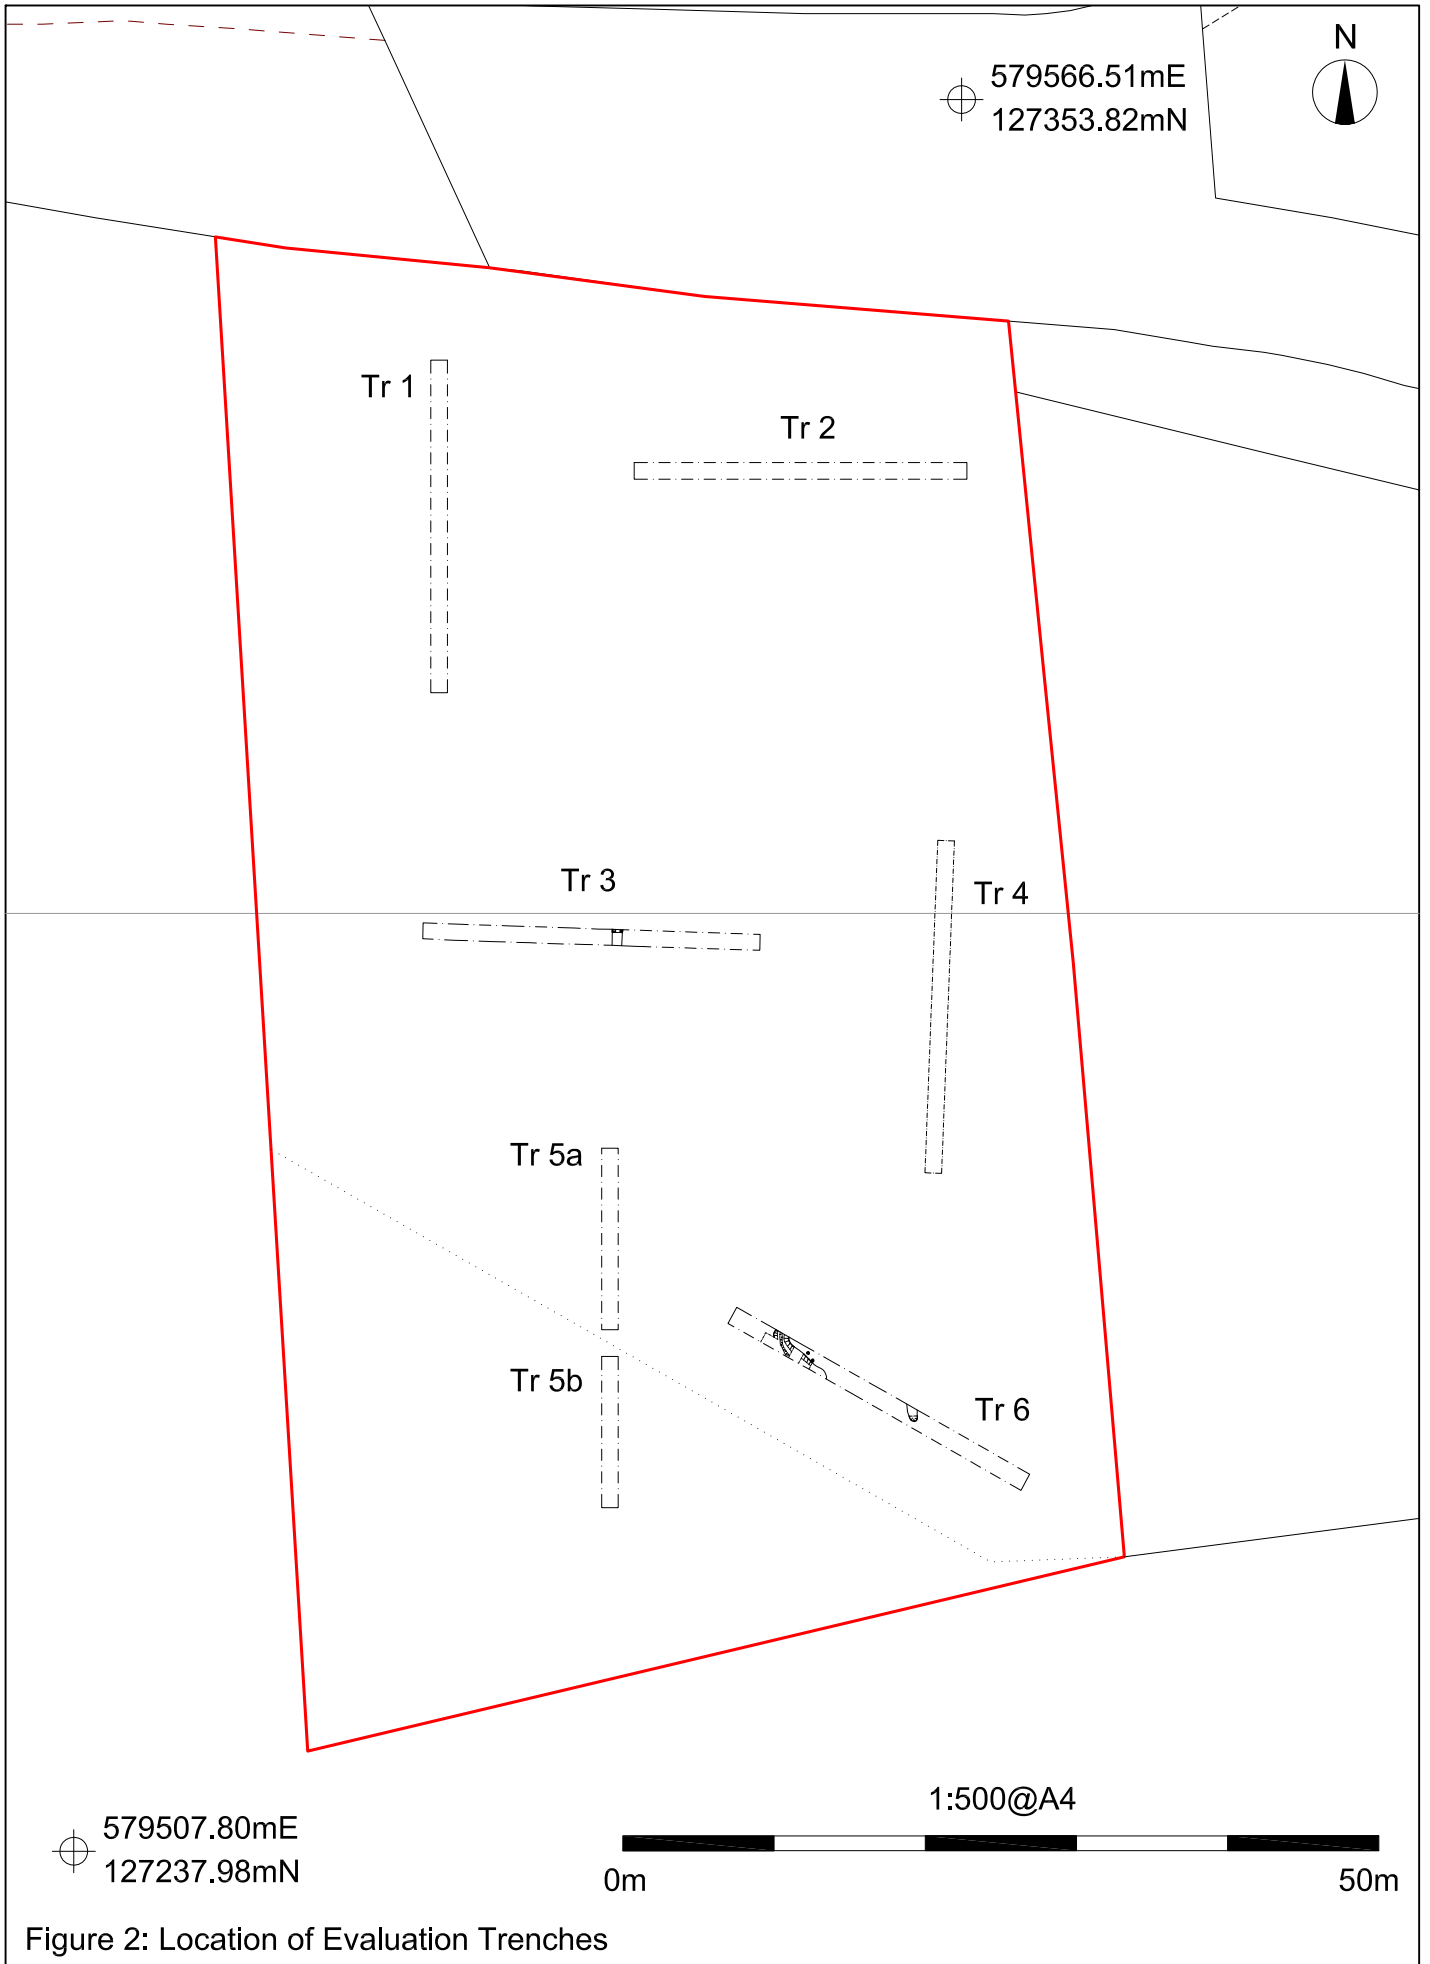 N
579566.51mE
127353.82mN
Tr 1
Tr 2
Tr 3
Tr 4
Tr 5a
Tr 5b
Tr 6
1:500@A4
579507.80mE
127237.98mN
0m
50m
Figure 2: Location of Evaluation Trenches